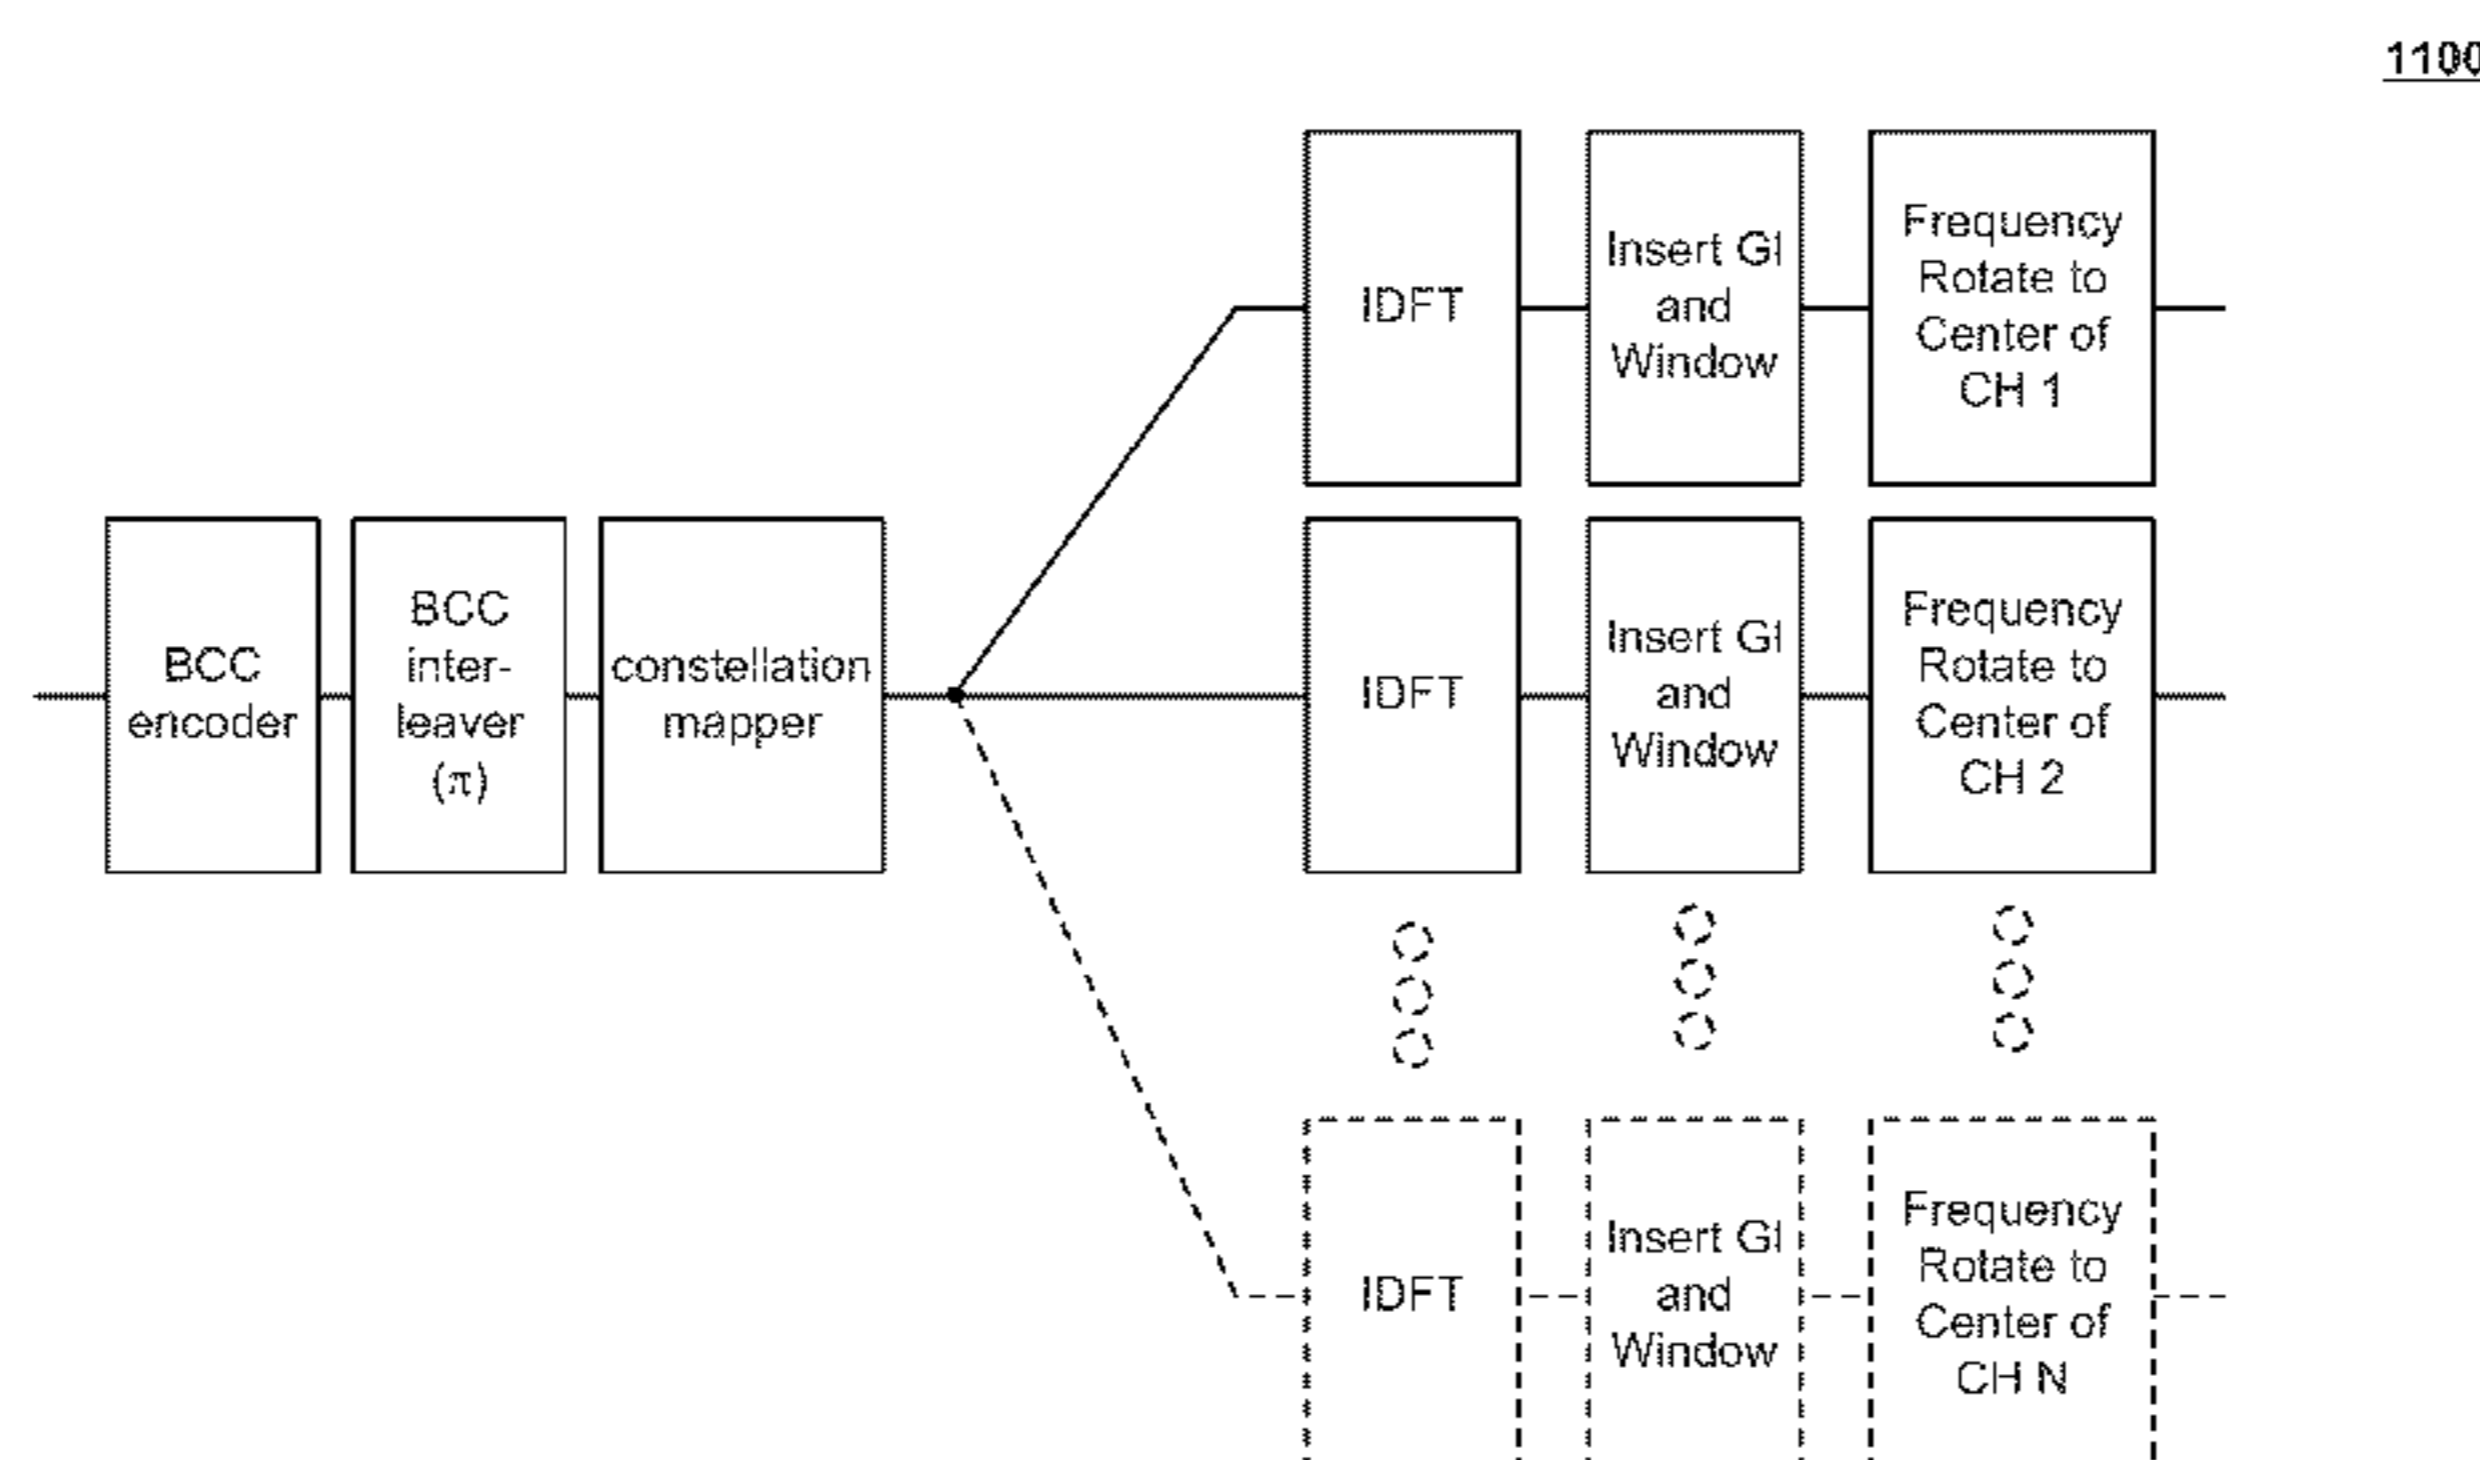 1100
IDFT
Insert GI
and
Window
Frequency
Rotate to
Center of
CH 1
BCC
encoder
BCC
inter-
leaver
(π)
constellation
mapper
IDFT
Insert GI
and
Window
Frequency
Rotate to
Center of
CH 2
IDFT
Insert GI
and
Window
Frequency
Rotate to
Center of
CH N